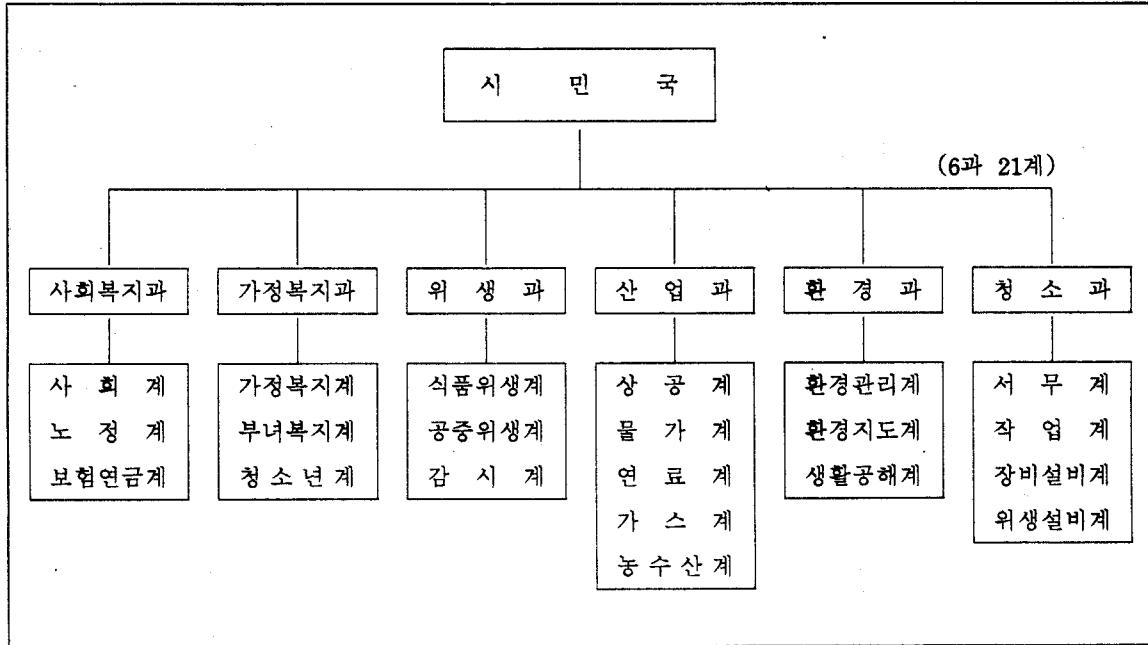 시 민 국
(6과 21계)
사회복지과
가정복지과
위 생 과
산 업 과
환 경 과
청 소 과
사 회 계
노 정 계
보험연금계
가정복지계
부녀복지계
청 소 년 계
식품위생계
공중위생계
감 시 계
상 공 계
물 가 계
연 료 계
가 스 계
농 수 산 계
환경관리계
환경지도계
생활공해계
서 무 계
작 업 계
장비설비계
위생설비계